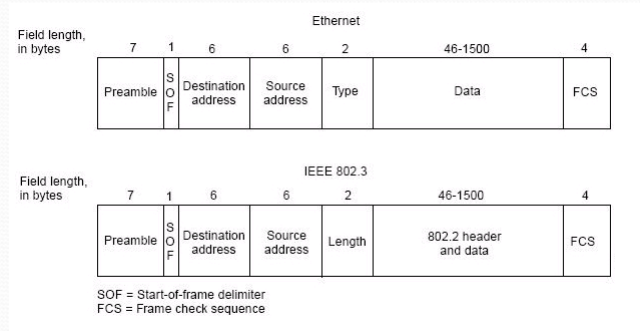 Ethernet
Field length,
in bytes
7 1 6 6 2 46-1500 4
Preamble
S
O
F
Destination
address
Source
address
Type
Data
FCS
IEEE 802.3
Field length,
in bytes
7 1 6 6 2 46-1500 4
Preamble
S
O
F
Destination
address
Source
address
Length
802.2 header
and data
FCS
SOF = Start-of-frame delimiter
FCS = Frame check sequence